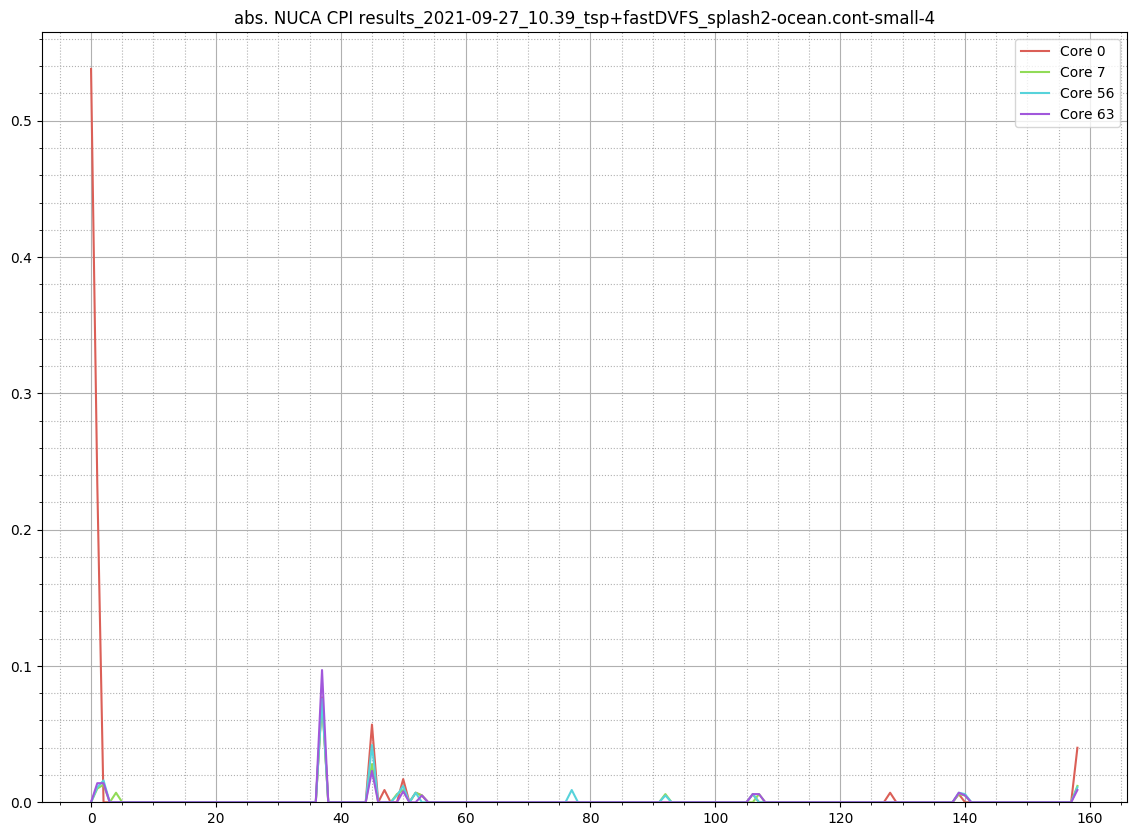 abs. NUCA CPI results_2021-09-27_10.39_tsp+fastDVFS_splash2-ocean.cont-small-4
Core 0
Core 7
Core 56
Core 63
0.5
0.4
0.3
0.2
0.1
0.0
0 20 40 60 80 100 120 140 160